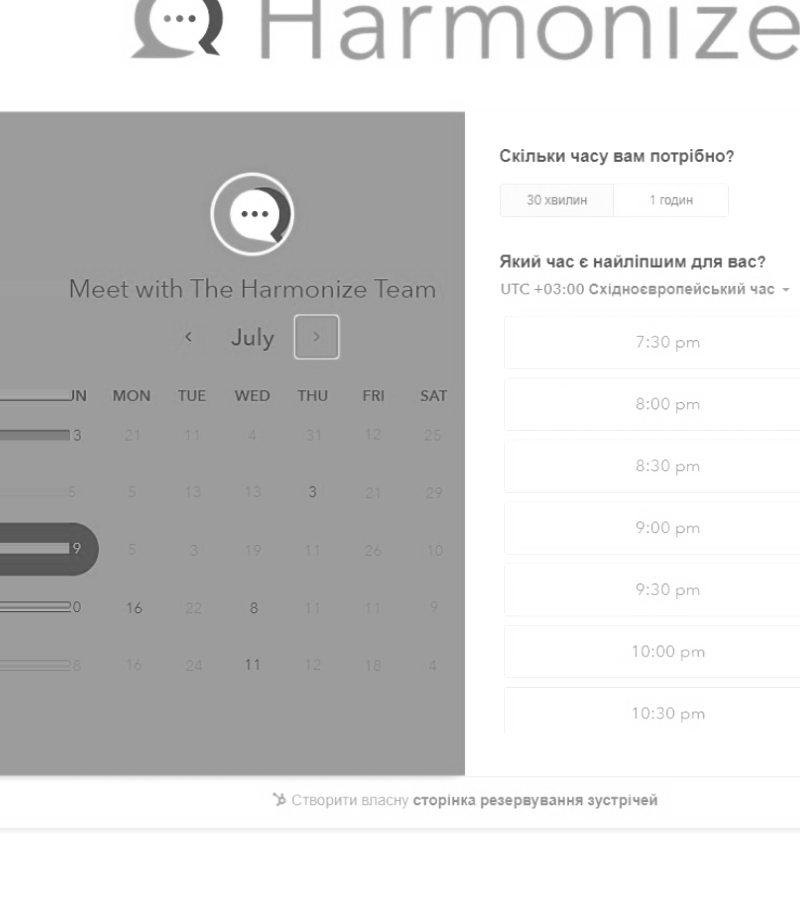 Harmonize
Meet with The Harmonize Team
July
UN MON TUE WED THU FRI SAT
3 21 11 4 31 12 25
5 5 13 13 3 21 29
9 5 3 19 11 26 10
0 16 22 8 11 11 9
8 16 24 11 12 18 4
Скільки часу вам потрібно?
30 хвилин 1 годин
Який час є найліпшим для вас?
UTC +03:00 Східноєвропейський час
7:30 pm
8:00 pm
8:30 pm
9:00 pm
9:30 pm
10:00 pm
10:30 pm
Створити власну сторінка резервування зустрічей